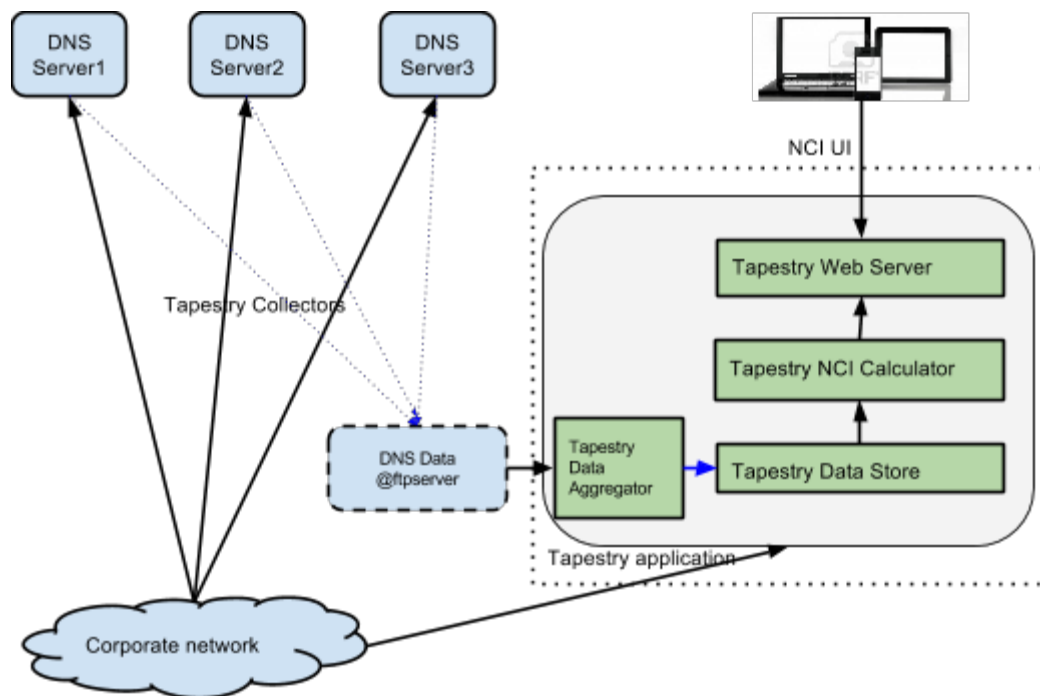 DNS
Server1
DNS
Server2
DNS
Server3
NCI UI
Tapestry Web Server
Tapestry Collectors
Tapestry NCI Calculator
DNS Data
@ftpserver
Tapestry
Data
Aggregator
Tapestry Data Store
Tapestry application
Corporate network